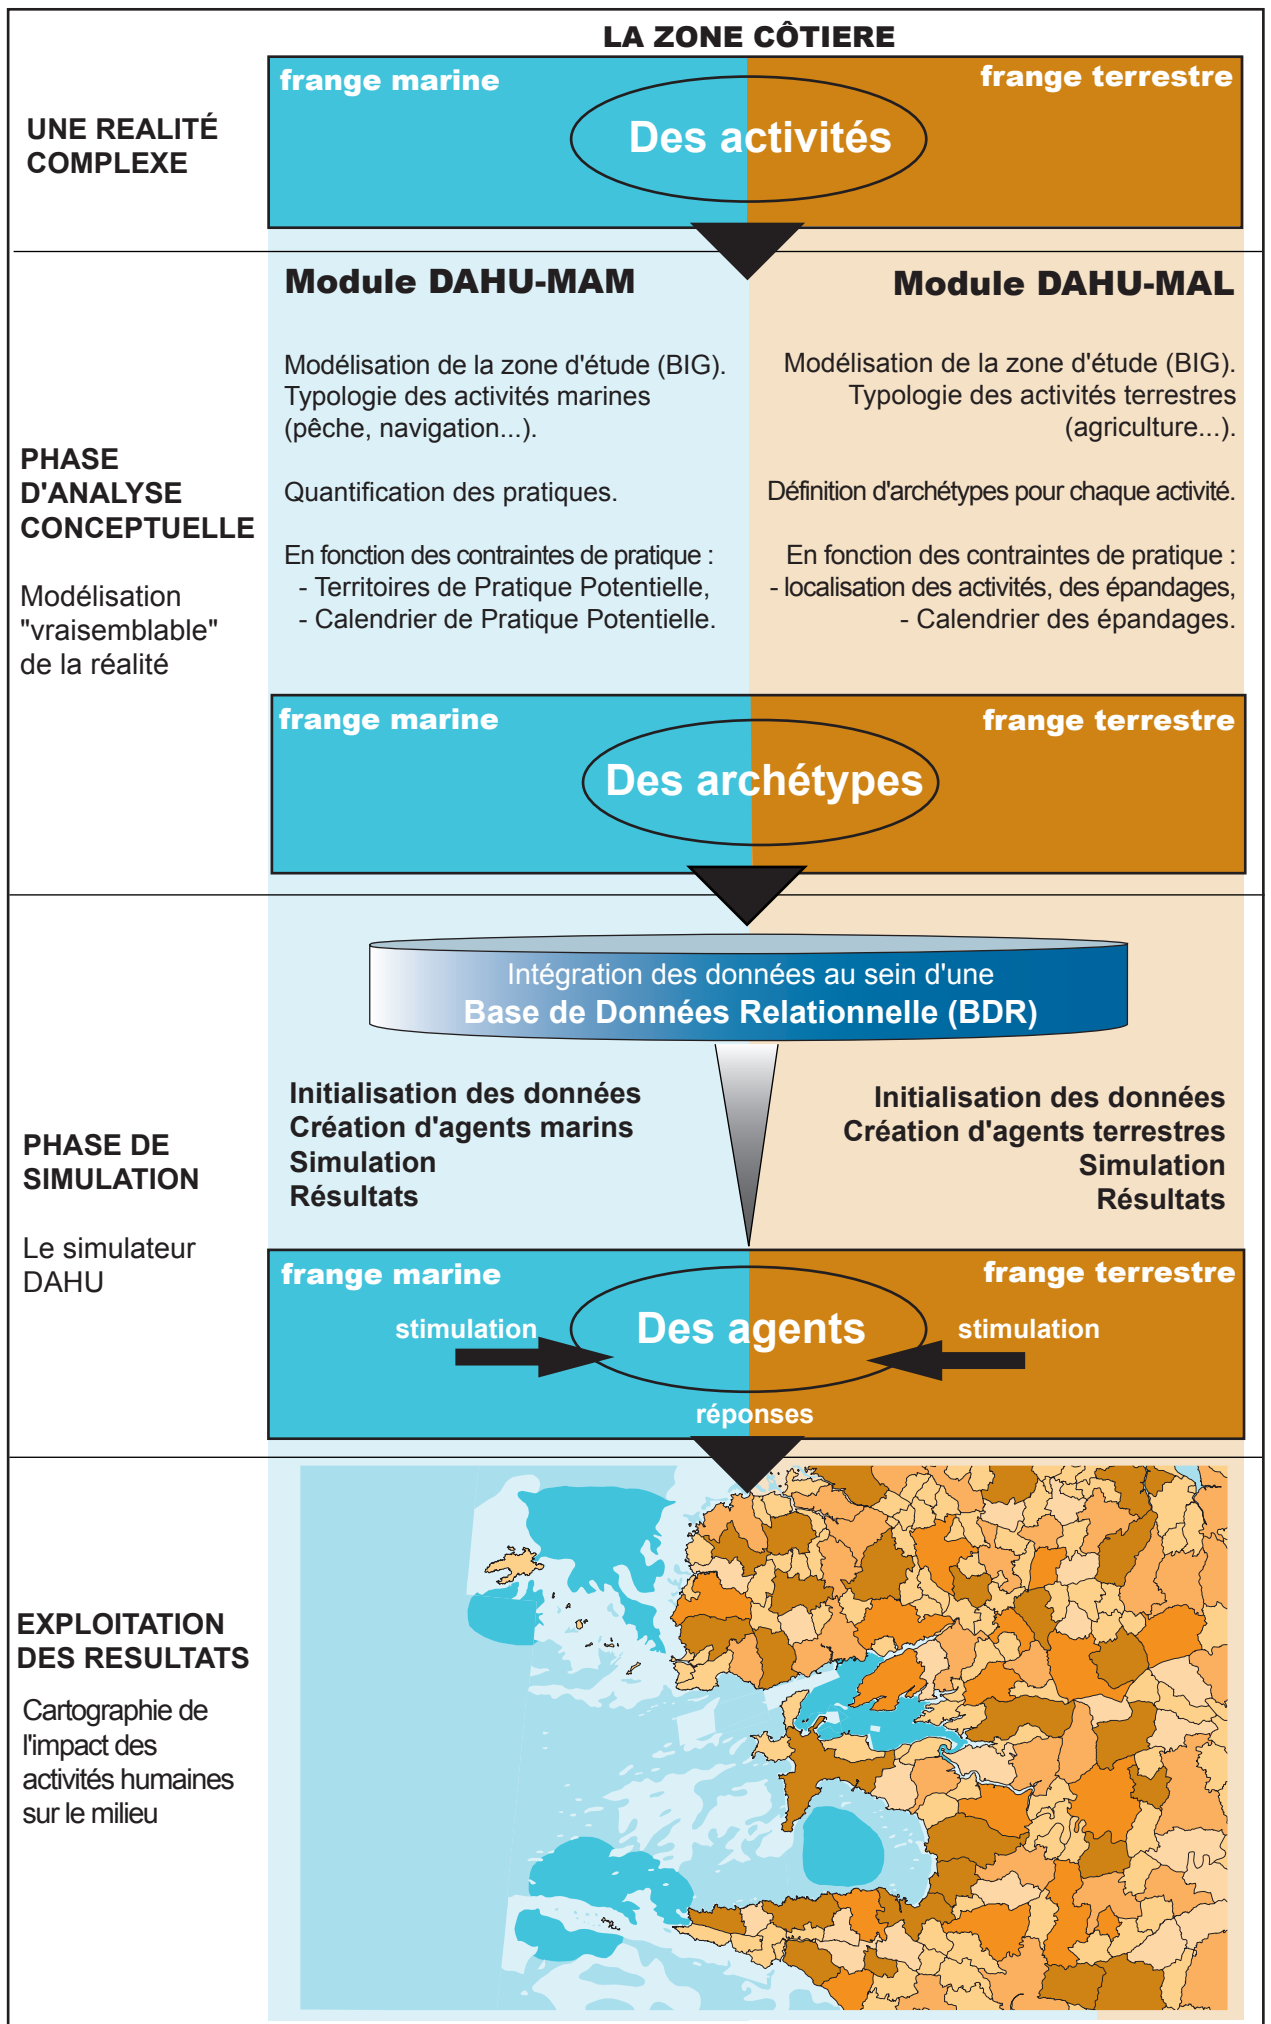 LA ZONE CÔTIERE
frange marine
frange terrestre
Des activités
UNE REALITÉ
COMPLEXE
Module DAHU-MAM
Modélisation de la zone d'étude (BIG).
Typologie des activités marines
(pêche, navigation...).
Quantification des pratiques.
En fonction des contraintes de pratique :
- Territoires de Pratique Potentielle,
- Calendrier de Pratique Potentielle.
Module DAHU-MAL
Modélisation de la zone d'étude (BIG).
Typologie des activités terrestres
(agriculture...).
Définition d'archétypes pour chaque activité.
En fonction des contraintes de pratique :
- localisation des activités, des épandages,
- Calendrier des épandages.
PHASE
D'ANALYSE
CONCEPTUELLE
Modélisation
"vraisemblable"
de la réalité
frange marine
frange terrestre
Des archétypes
Intégration des données au sein d'une
Base de Données Relationnelle (BDR)
Initialisation des données
Création d'agents marins
Simulation
Résultats
Initialisation des données
Création d'agents terrestres
Simulation
Résultats
PHASE DE
SIMULATION
Le simulateur
DAHU
frange marine
frange terrestre
stimulation
Des agents
stimulation
réponses
EXPLOITATION
DES RESULTATS
Cartographie de
l'impact des
activités humaines
sur le milieu